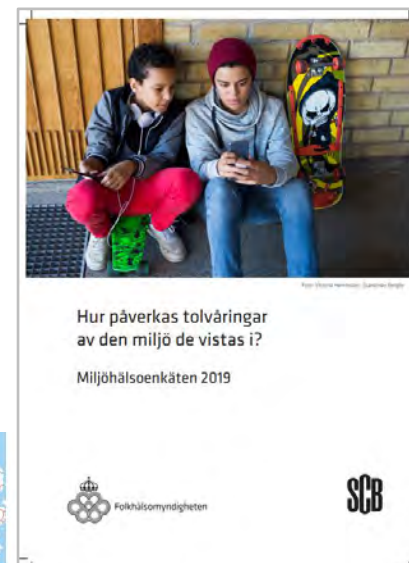 Hur påverkas tolvåringar
av den miljö de vistas i?
Miljöhälsoenkäten 2019
Folkhälsomyndigheten
SCB